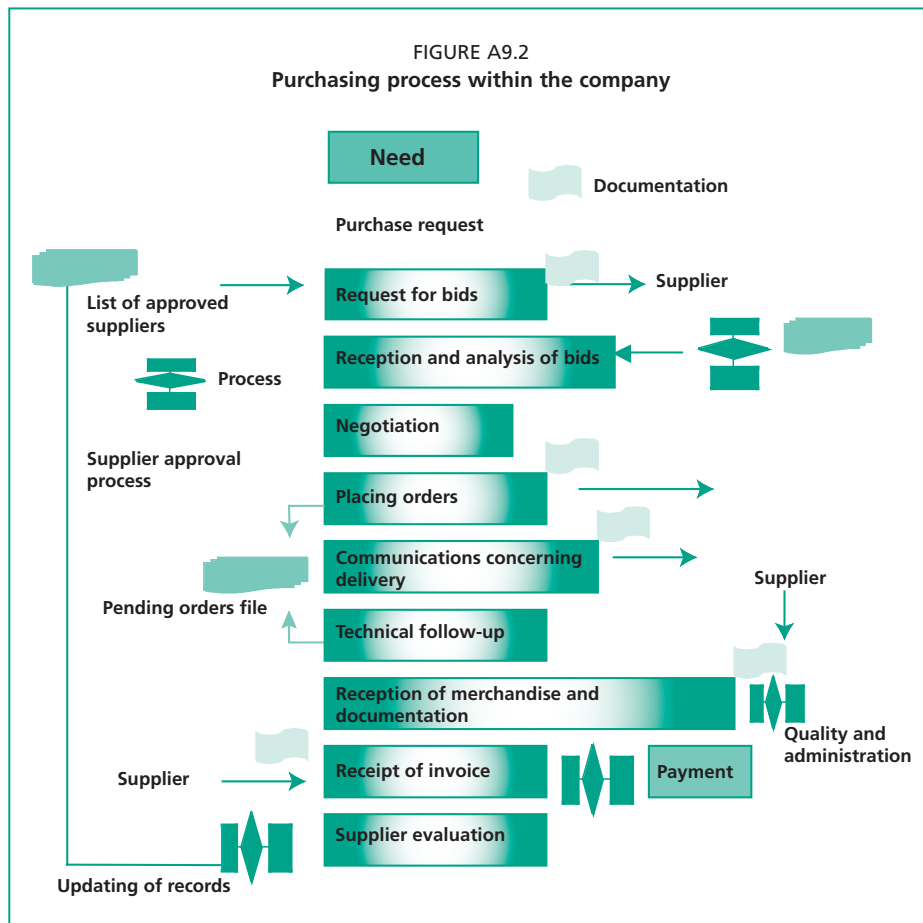 FIGURE A9.2
Purchasing process within the company
Need
Documentation
Purchase request
Supplier
Request for bids
List of approved
suppliers
Reception and analysis of bids
Process
Negotiation
Supplier approval
process
Placing orders
Communications concerning
delivery
Supplier
Pending orders file
Technical follow-up
Reception of merchandise and
documentation
Quality and
administration
Supplier
Receipt of invoice
Payment
Supplier evaluation
Updating of records